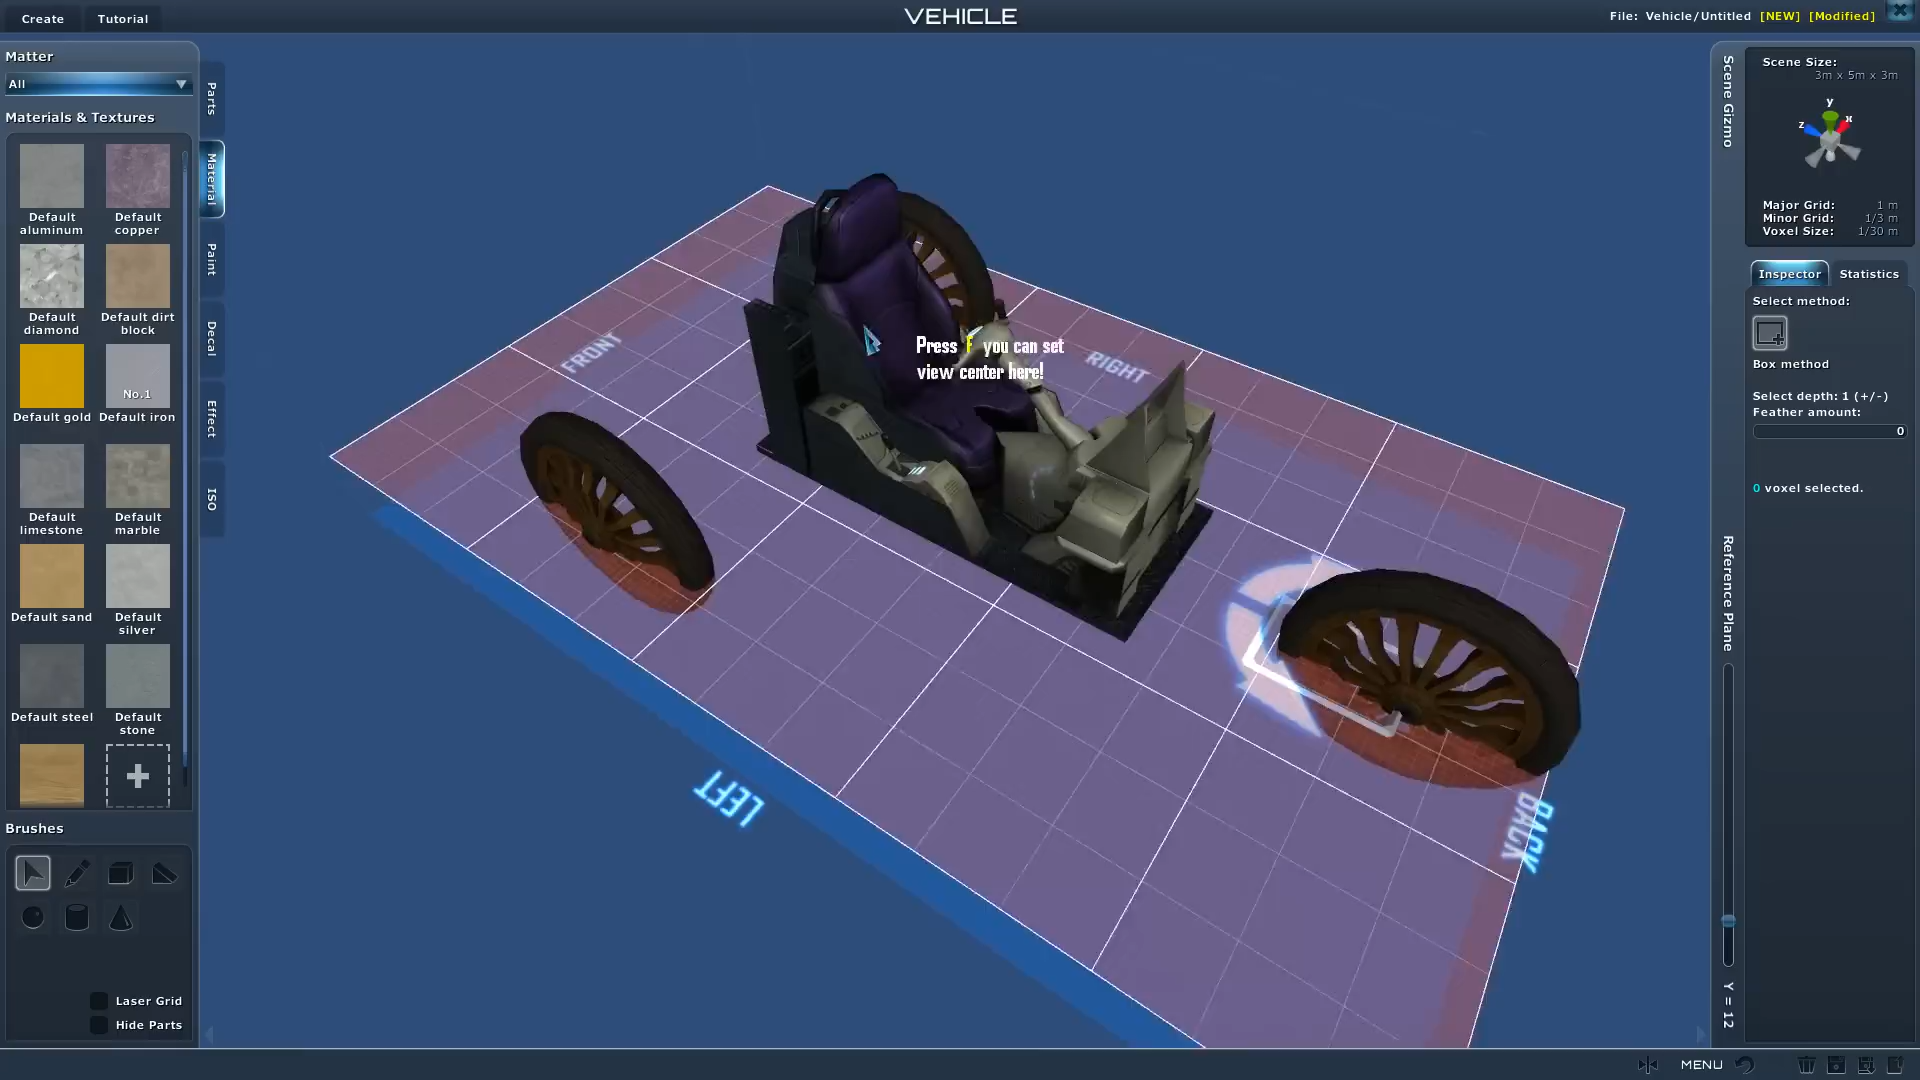 Create
Tutorial
VEHICLE
File: Vehicle/Untitled [NEW] [Modified]
Matter
All
Materials & Textures
Default aluminum
Default copper
Default diamond
Default dirt block
Default gold
No.1
Default iron
Default limestone
Default marble
Default sand
Default silver
Default steel
Default stone
Brushes
Laser Grid
Hide Parts
Parts
Material
Paint
Decal
Effect
ISO
FRONT
RIGHT
LEFT
BACK
Press F you can set
view center here!
Scene Gizmo
Scene Size:
3m x 5m x 3m
y
z
x
Major Grid: 1 m
Minor Grid: 1/3 m
Voxel Size: 1/30 m
Inspector
Statistics
Select method:
Box method
Select depth: 1 (+/-)
Feather amount:
0
0 voxel selected.
Reference Plane
Y = 12
MENU